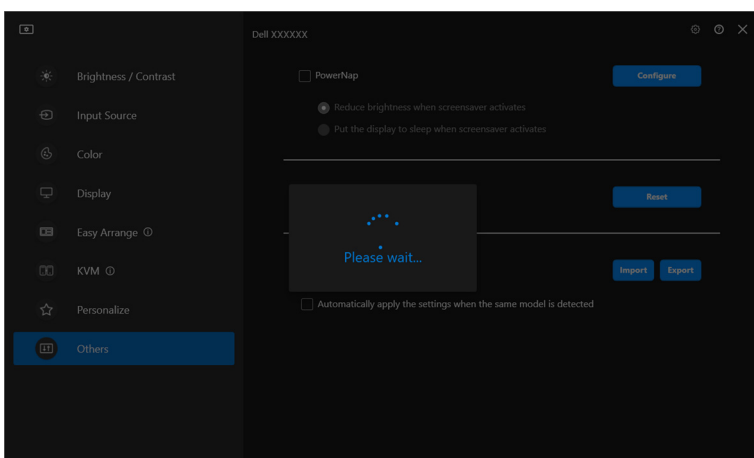 Dell XXXXXX
Brightness / Contrast
Input Source
Color
Display
Easy Arrange
KVM
Personalize
Others
PowerNap
Configure
Reduce brightness when screensaver activates
Put the display to sleep when screensaver activates
Reset
Please wait...
Import
Export
Automatically apply the settings when the same model is detected